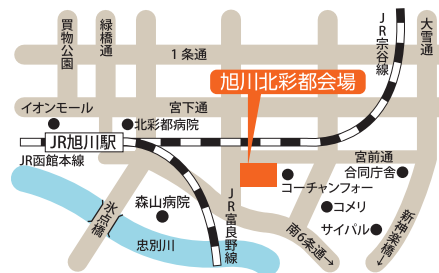 買物公園
緑橋通
JR宗谷線
大雪通
1条通
旭川北彩都会場
イオンモール
宮下通
北彩都病院
JR旭川駅
宮前通
JR函館本線
合同庁舎
コーチャンフォー
氷点橋
森山病院
JR富良野線
コメリ
サイパル
新神楽橋
忠別川
南6条通→
↓